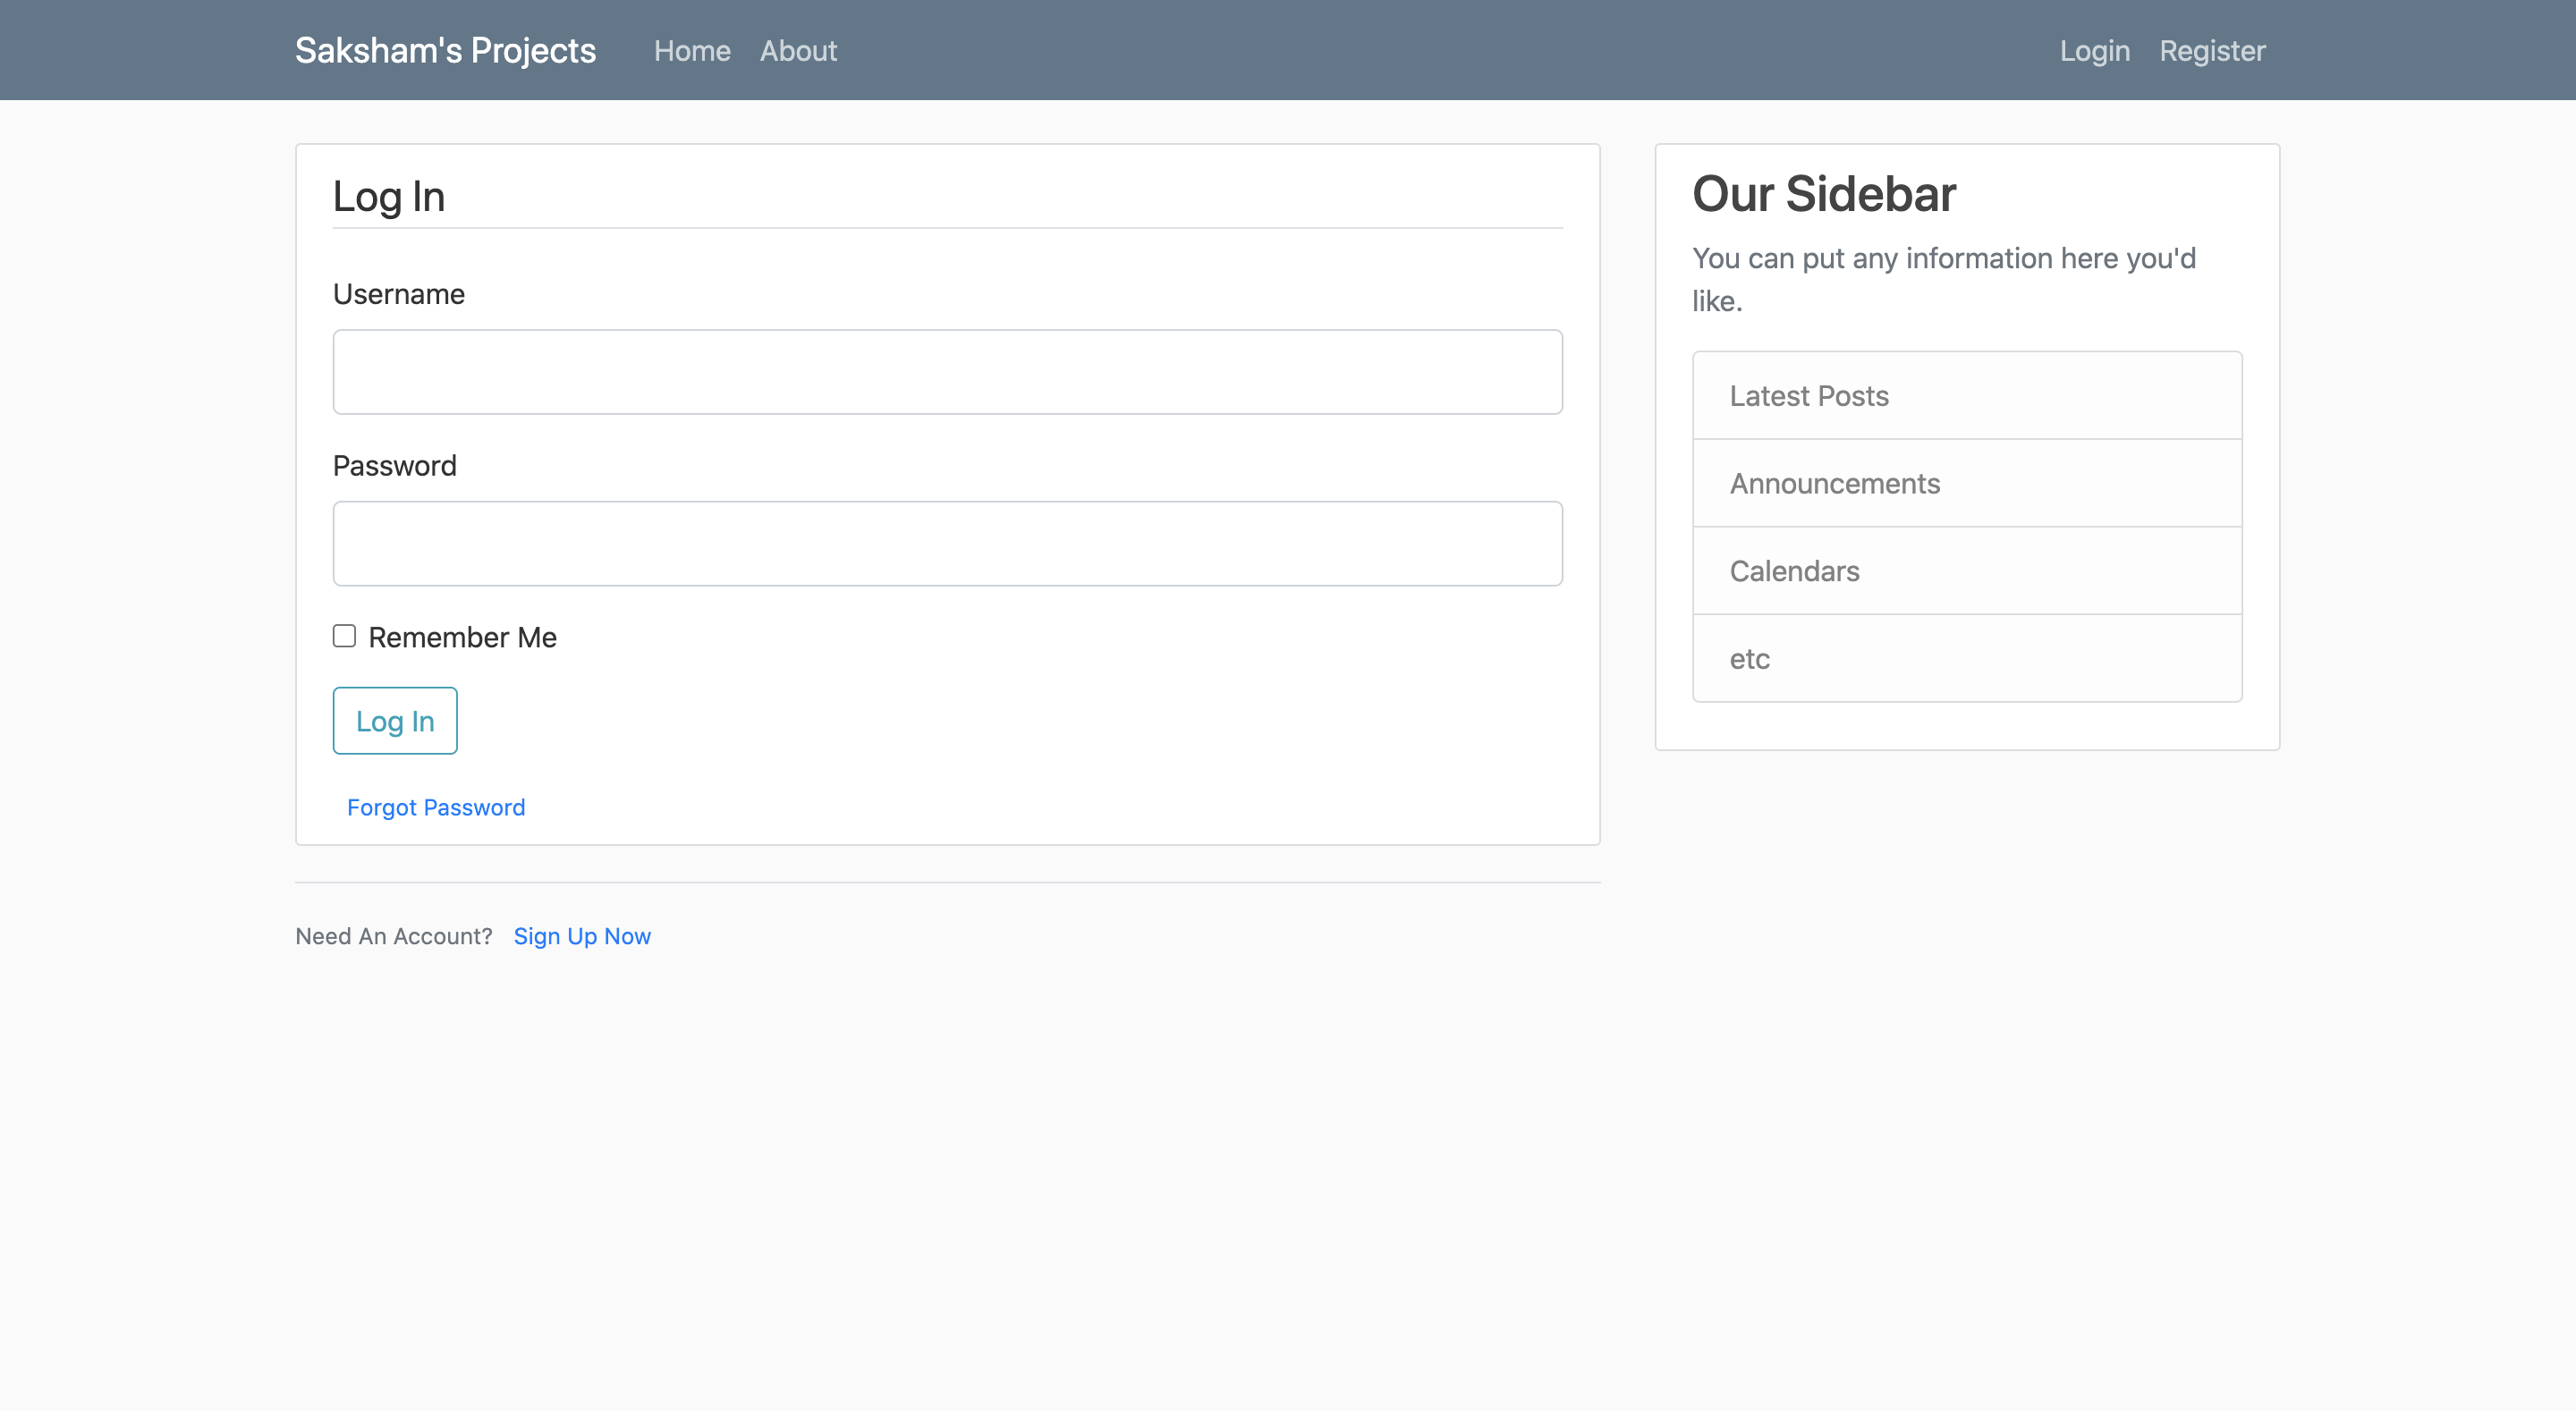 Saksham's Projects Home About Login Register
Log In
Username
Password
Remember Me
Log In
Forgot Password
Need An Account? Sign Up Now
Our Sidebar
You can put any information here you'd
like.
Latest Posts
Announcements
Calendars
etc